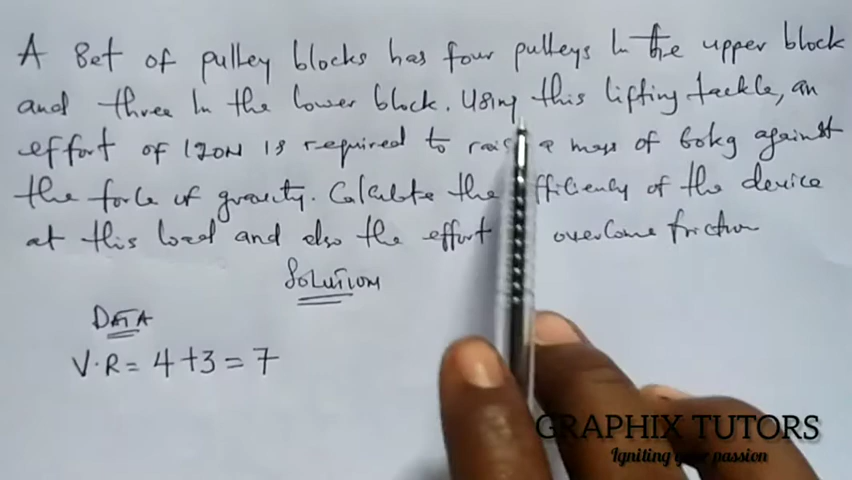 A set of pulley blocks has four pulleys in the upper block
and three in the lower block. Using this lifting tackle, an
effort of 120N is required to a mass of 60kg against
the force of gravity. Calculate the efficiency of the device
at this load and also the effort overcome friction
SOLUTION
DATA
V.R = 4+3 = 7
GRAPHIX TUTORS
Igniting your passion